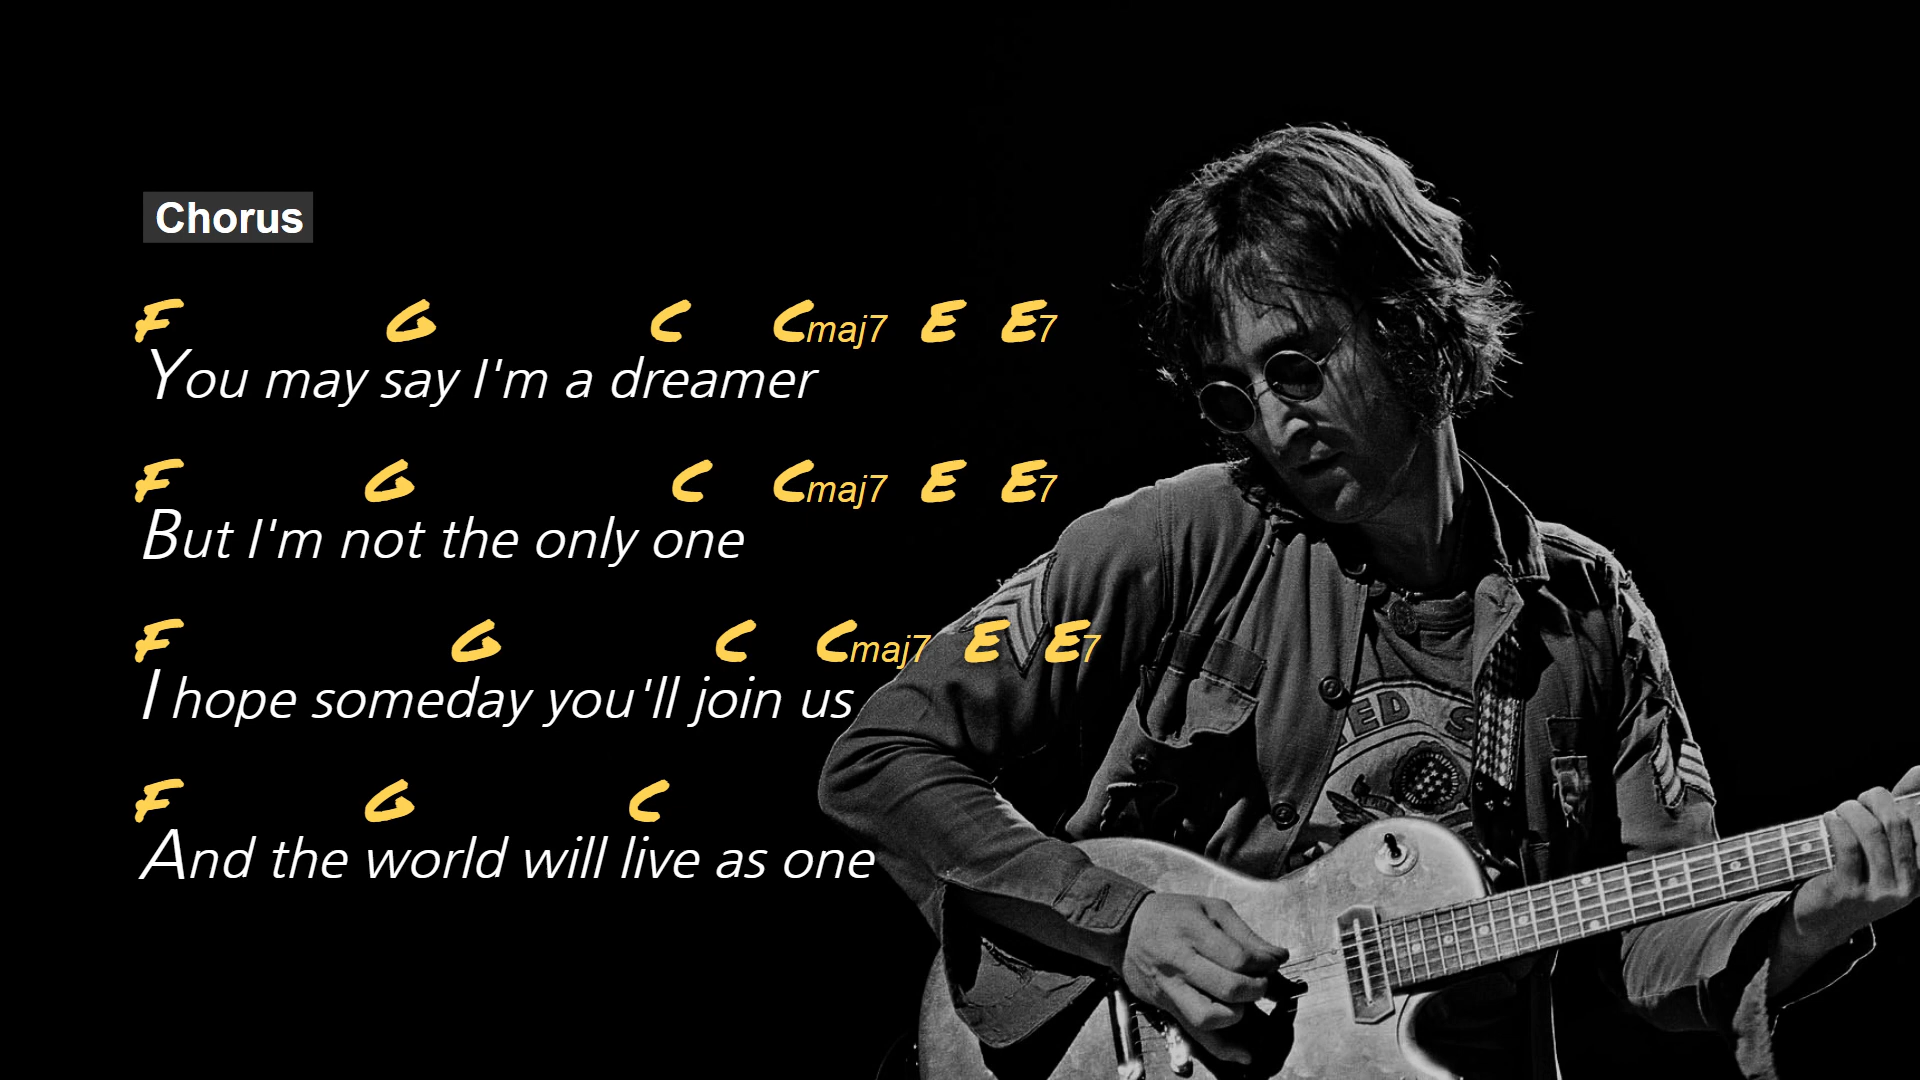 Chorus
F G C Cmaj7 E E7
You may say I'm a dreamer
F G C Cmaj7 E E7
But I'm not the only one
F G C Cmaj7 E E7
I hope someday you'll join us
F G C
And the world will live as one
ED S